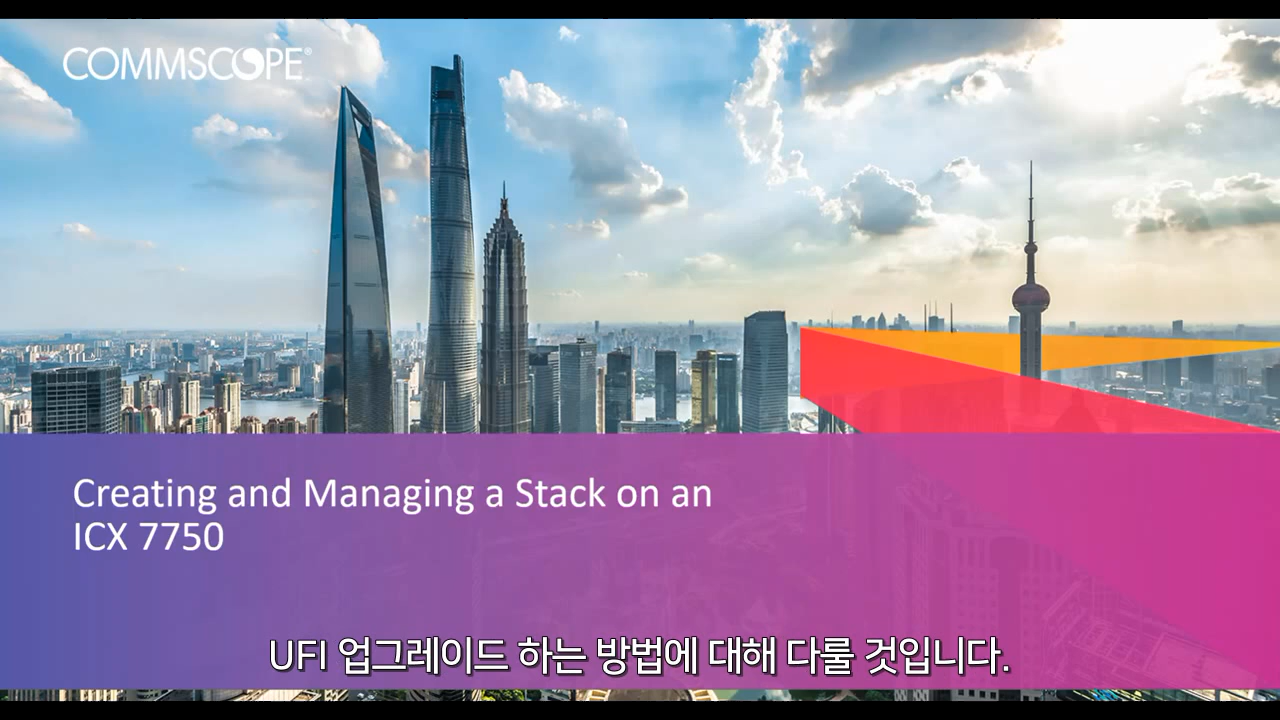 COMMSCOPE®
Creating and Managing a Stack on an
ICX 7750
UFI 업그레이드 하는 방법에 대해 다룰 것입니다.